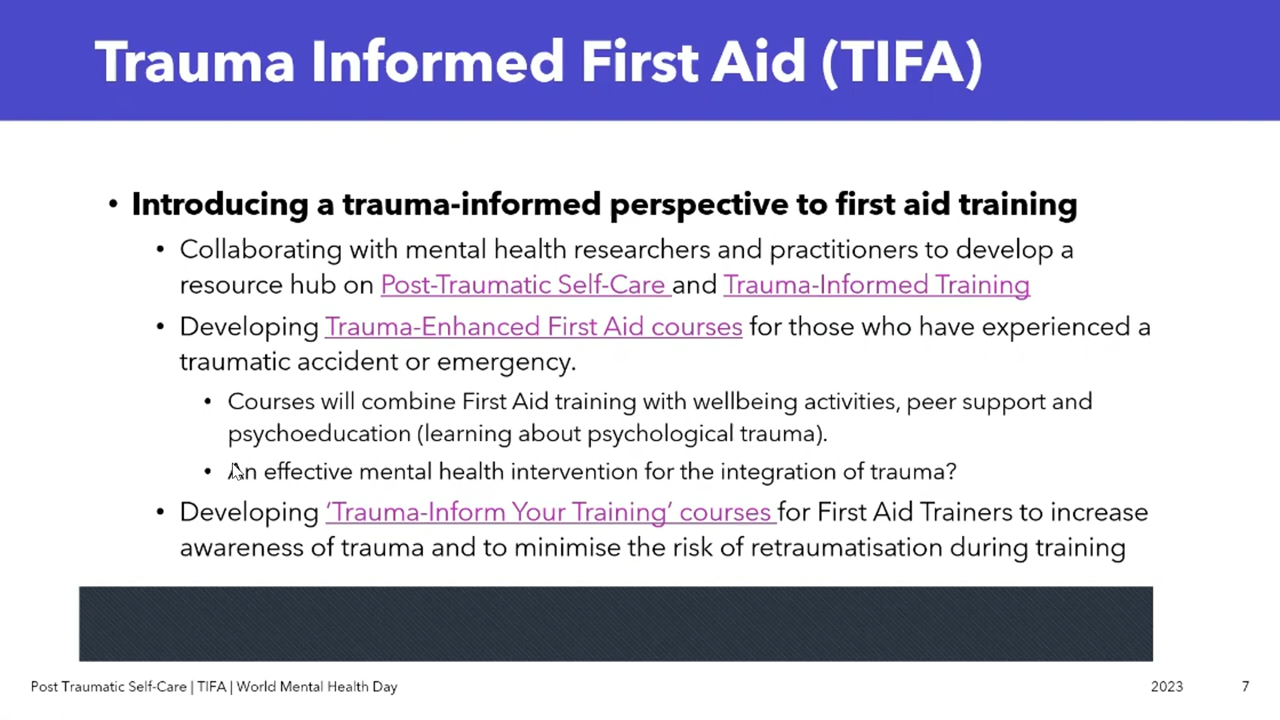 Trauma Informed First Aid (TIFA)
• Introducing a trauma-informed perspective to first aid training
• Collaborating with mental health researchers and practitioners to develop a
resource hub on Post-Traumatic Self-Care and Trauma-Informed Training
• Developing Trauma-Enhanced First Aid courses for those who have experienced a
traumatic accident or emergency.
• Courses will combine First Aid training with wellbeing activities, peer support and
psychoeducation (learning about psychological trauma).
• An effective mental health intervention for the integration of trauma?
• Developing ‘Trauma-Inform Your Training’ courses for First Aid Trainers to increase
awareness of trauma and to minimise the risk of retraumatisation during training
Post Traumatic Self-Care | TIFA | World Mental Health Day
2023
7